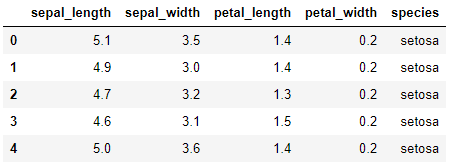 sepal_length sepal_width petal_length petal_width species
0 5.1 3.5 1.4 0.2 setosa
1 4.9 3.0 1.4 0.2 setosa
2 4.7 3.2 1.3 0.2 setosa
3 4.6 3.1 1.5 0.2 setosa
4 5.0 3.6 1.4 0.2 setosa